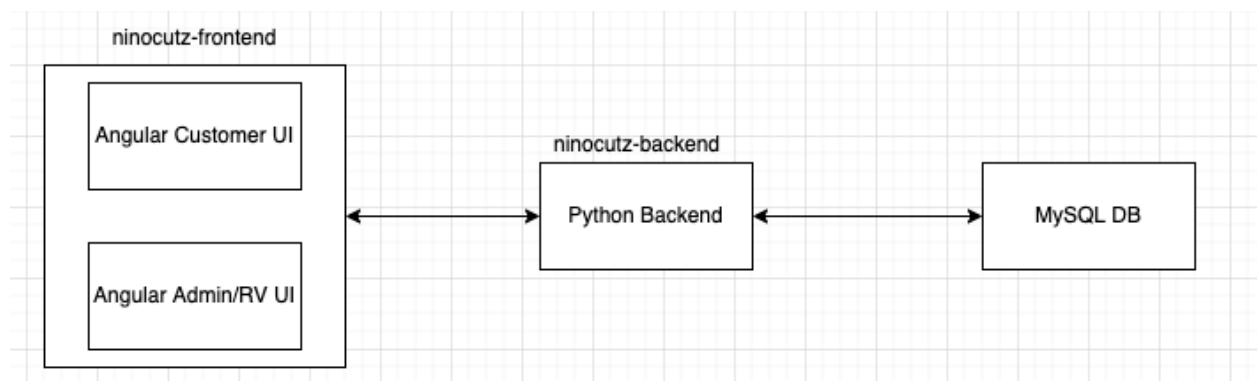 ninocutz-frontend
Angular Customer UI
Angular Admin/RV UI
ninocutz-backend
Python Backend
MySQL DB